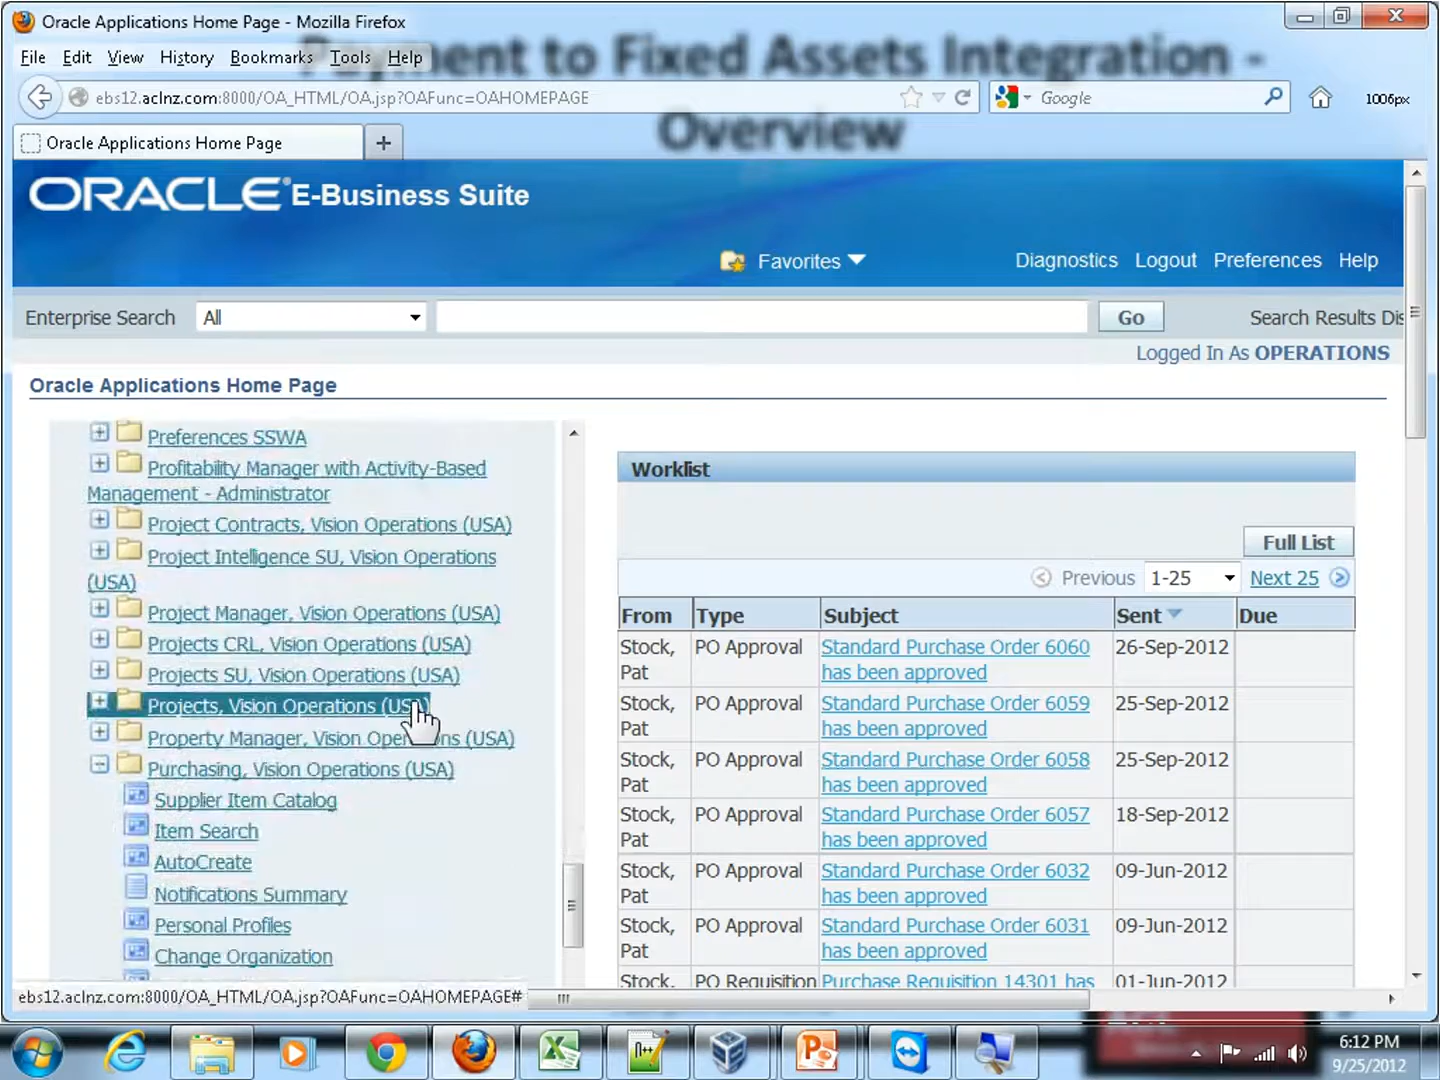 Oracle Applications Home Page - Mozilla Firefox
Payment to Fixed Assets Integration -
Overview
File Edit View History Bookmarks Tools Help
ebs12.aclnz.com:8000/OA_HTML/OA.jsp?OAFunc=OAHOMEPAGE
Google
1006px
Oracle Applications Home Page
ORACLE E-Business Suite
Favorites
Diagnostics Logout Preferences Help
Enterprise Search All Go Search Results Dis
Logged In As OPERATIONS
Oracle Applications Home Page
Preferences SSWA
Profitability Manager with Activity-Based
Management - Administrator
Project Contracts, Vision Operations (USA)
Project Intelligence SU, Vision Operations
(USA)
Project Manager, Vision Operations (USA)
Projects CRL, Vision Operations (USA)
Projects SU, Vision Operations (USA)
Projects, Vision Operations (USA)
Property Manager, Vision Operations (USA)
Purchasing, Vision Operations (USA)
Supplier Item Catalog
Item Search
AutoCreate
Notifications Summary
Personal Profiles
Change Organization
Worklist
Full List
Previous 1-25 Next 25
From Type Subject Sent Due
Stock, Pat PO Approval Standard Purchase Order 6060 has been approved 26-Sep-2012
Stock, Pat PO Approval Standard Purchase Order 6059 has been approved 25-Sep-2012
Stock, Pat PO Approval Standard Purchase Order 6058 has been approved 25-Sep-2012
Stock, Pat PO Approval Standard Purchase Order 6057 has been approved 18-Sep-2012
Stock, Pat PO Approval Standard Purchase Order 6032 has been approved 09-Jun-2012
Stock, Pat PO Approval Standard Purchase Order 6031 has been approved 09-Jun-2012
Stock, PO Requisition Purchase Requisition 14301 has 01-Jun-2012
ebs12.aclnz.com:8000/OA_HTML/OA.jsp?OAFunc=OAHOMEPAGE#
6:12 PM
9/25/2012